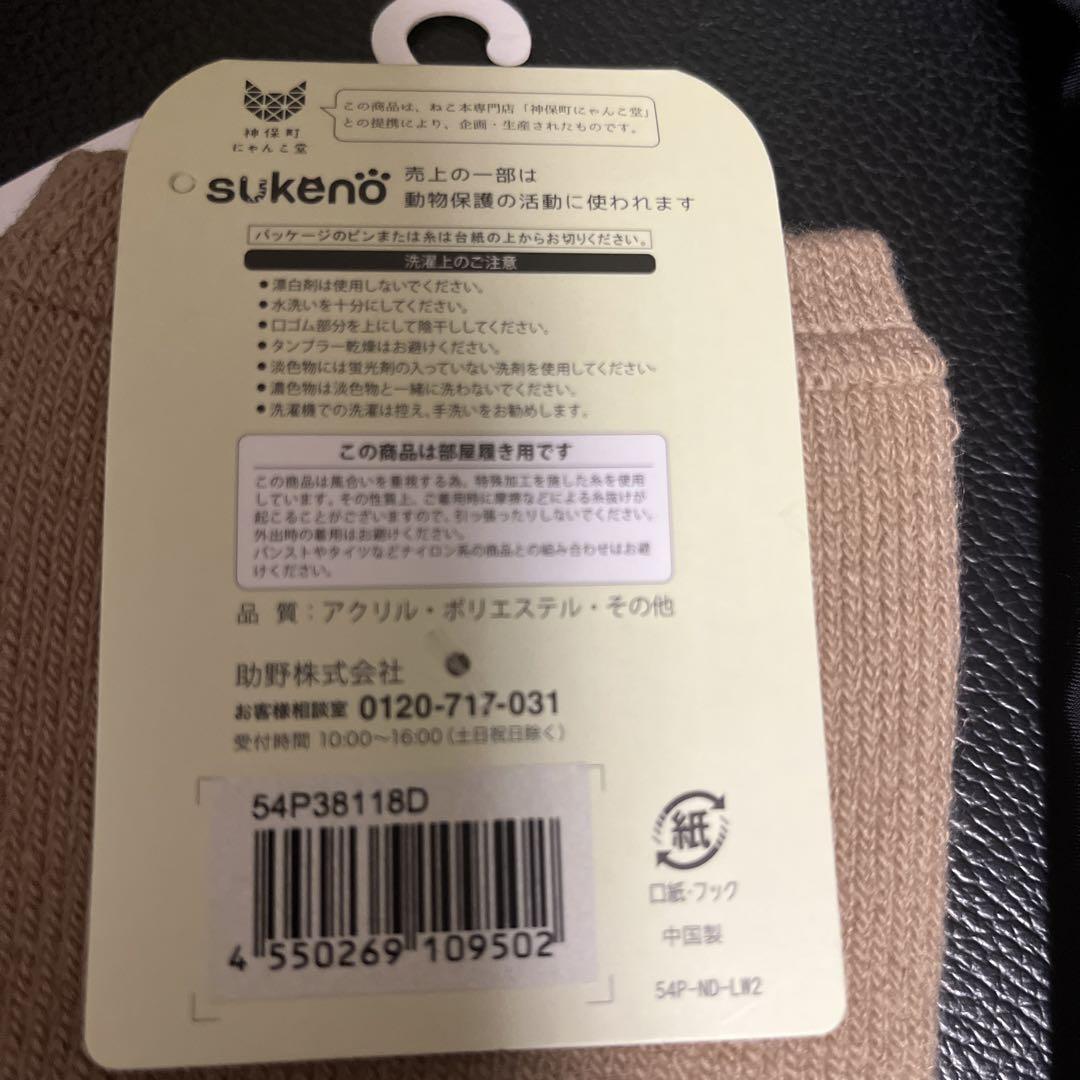 神保町
にゃんこ堂
この商品は、ねこ本専門店「神保町にゃんこ堂」
との提携により、企画・生産されたものです。
sukeno
売上の一部は
動物保護の活動に使われます
パッケージのピンまたは糸は台紙の上からお切りください。
洗濯上のご注意
●漂白剤は使用しないでください。
●水洗いを十分にしてください。
●口ゴム部分を上にして陰干ししてください。
●タンブラー乾燥はお避けください。
●淡色物には蛍光剤の入っていない洗剤を使用してください。
●濃色物は淡色物と一緒に洗わないでください。
●洗濯機での洗濯は控え、手洗いをお勧めします。
この商品は部屋履き用です
この商品は風合いを重視する為、特殊加工を施した糸を使用
しています。その性質上、ご着用時に摩擦などによる糸抜けが
起こることがございますので、引っ張ったりしないでください。
外出時の着用はお避けください。
パンストやタイツなどナイロン系の商品との組み合わせはお避
けください。
品 質：アクリル・ポリエステル・その他
助野株式会社
お客様相談室 0120-717-031
受付時間 10:00～16:00（土日祝日除く）
54P38118D
4 550269 109502
紙
口紙・フック
中国製
54P-ND-LW2